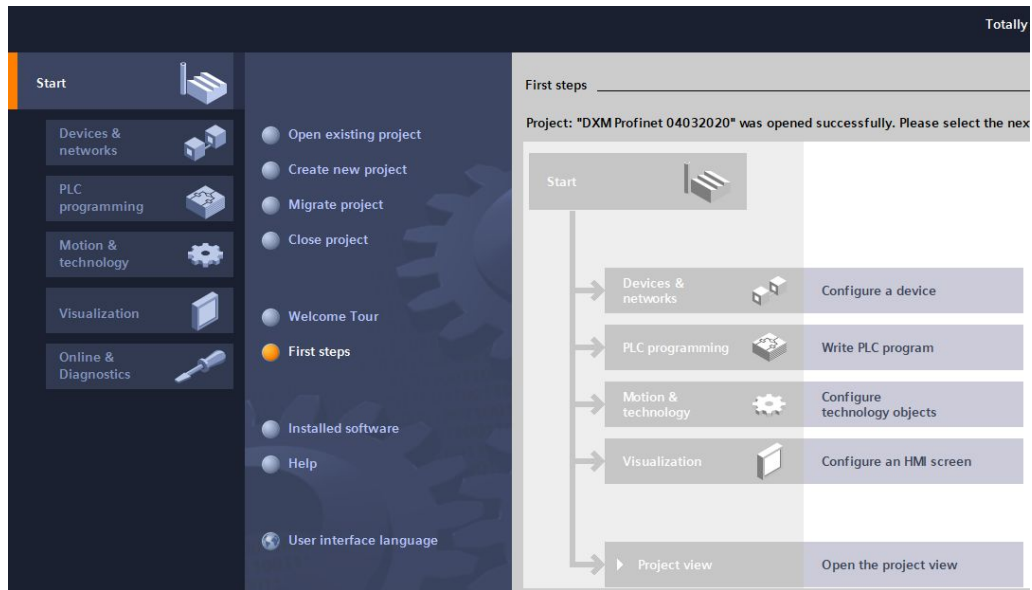 Totally
Start
Devices &
networks
PLC
programming
Motion &
technology
Visualization
Online &
Diagnostics
Open existing project
Create new project
Migrate project
Close project
Welcome Tour
First steps
Installed software
Help
User interface language
First steps
Project: "DXM Profinet 04032020" was opened successfully. Please select the nex
Start
Devices &
networks
Configure a device
PLC programming
Write PLC program
Motion &
technology
Configure
technology objects
Visualization
Configure an HMI screen
Project view
Open the project view